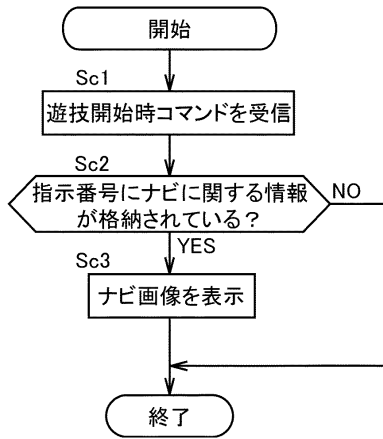 開始
Sc1
遊技開始時コマンドを受信
Sc2
指示番号にナビに関する情報
が格納されている？
NO
YES
Sc3
ナビ画像を表示
終了